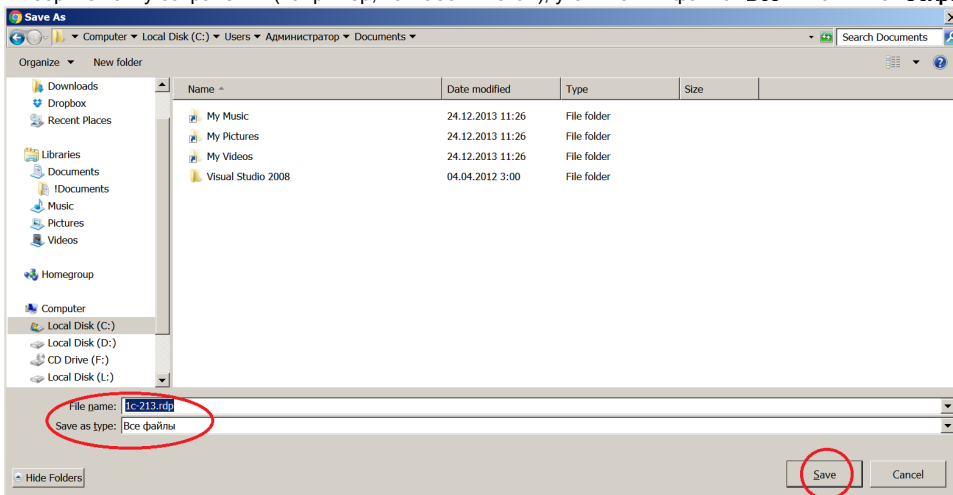 Save As
Computer Local Disk (C:) Users Администратор Documents
Search Documents
Organize New folder
Downloads
Dropbox
Recent Places
Libraries
Documents
!Documents
Music
Pictures
Videos
Homegroup
Computer
Local Disk (C:)
Local Disk (D:)
CD Drive (F:)
Local Disk (L:)
Name Date modified Type Size
My Music 24.12.2013 11:26 File folder
My Pictures 24.12.2013 11:26 File folder
My Videos 24.12.2013 11:26 File folder
Visual Studio 2008 04.04.2012 3:00 File folder
File name: 1c-213.rdp
Save as type: Все файлы
Hide Folders
Save Cancel